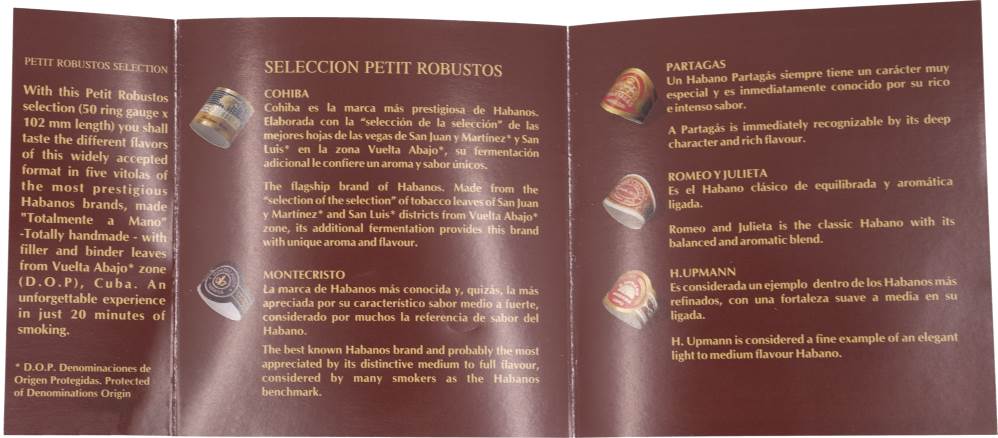 PETIT ROBUSTOS SELECTION
With this Petit Robustos
selection (50 ring gauge x
102 mm length) you shall
taste the different flavors
of this widely accepted
format in five vitolas of
the most prestigious
Habanos brands, made
"Totalmente a Mano"
-Totally handmade - with
filler and binder leaves
from Vuelta Abajo* zone
(D.O.P), Cuba. An
unforgettable experience
in just 20 minutes of
smoking.
* D.O.P. Denominaciones de
Origen Protegidas. Protected
of Denominations Origin
SELECCION PETIT ROBUSTOS
COHIBA
Cohiba es la marca más prestigiosa de Habanos.
Elaborada con la “selección de la selección” de las
mejores hojas de las vegas de San Juan y Martínez* y San
Luis* en la zona Vuelta Abajo*, su fermentación
adicional le confiere un aroma y sabor únicos.
The flagship brand of Habanos. Made from the
“selection of the selection” of tobacco leaves of San Juan
y Martínez* and San Luis* districts from Vuelta Abajo*
zone, its additional fermentation provides this brand
with unique aroma and flavour.
MONTECRISTO
La marca de Habanos más conocida y, quizás, la más
apreciada por su característico sabor medio a fuerte,
considerado por muchos la referencia de sabor del
Habano.
The best known Habanos brand and probably the most
appreciated by its distinctive medium to full flavour,
considered by many smokers as the Habanos
benchmark.
PARTAGAS
Un Habano Partagás siempre tiene un carácter muy
especial y es inmediatamente conocido por su rico
e intenso sabor.
A Partagás is immediately recognizable by its deep
character and rich flavour.
ROMEO Y JULIETA
Es el Habano clásico de equilibrada y aromática
ligada.
Romeo and Julieta is the classic Habano with its
balanced and aromatic blend.
H.UPMANN
Es considerada un ejemplo dentro de los Habanos más
refinados, con una fortaleza suave a media en su
ligada.
H. Upmann is considered a fine example of an elegant
light to medium flavour Habano.